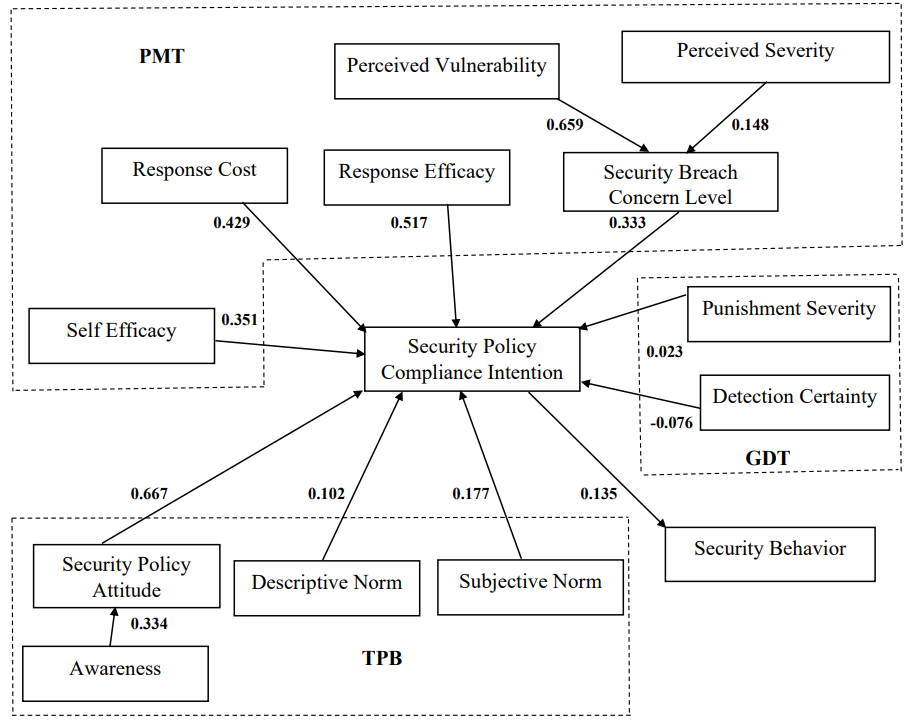 PMT
Perceived Vulnerability
Perceived Severity
0.659
0.148
Response Cost
Response Efficacy
Security Breach
Concern Level
0.429
0.517
0.333
Self Efficacy
0.351
Punishment Severity
Security Policy
Compliance Intention
0.023
Detection Certainty
-0.076
GDT
0.667
0.102
0.177
0.135
Security Policy
Attitude
Descriptive Norm
Subjective Norm
Security Behavior
0.334
Awareness
TPB